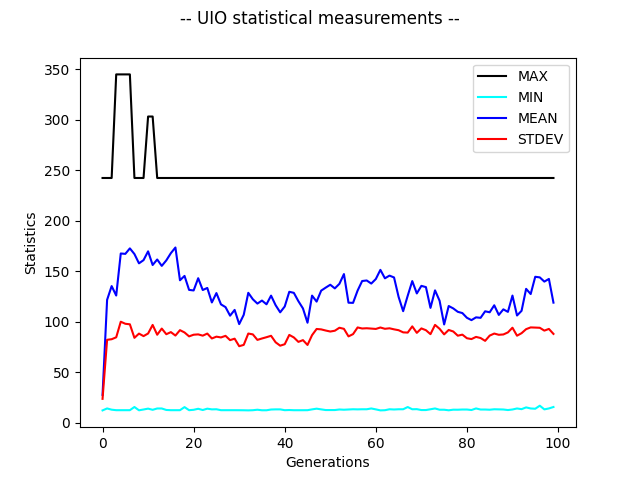 -- UIO statistical measurements --
MAX
MIN
MEAN
STDEV
350
300
250
200
150
100
50
0
Statistics
0 20 40 60 80 100
Generations